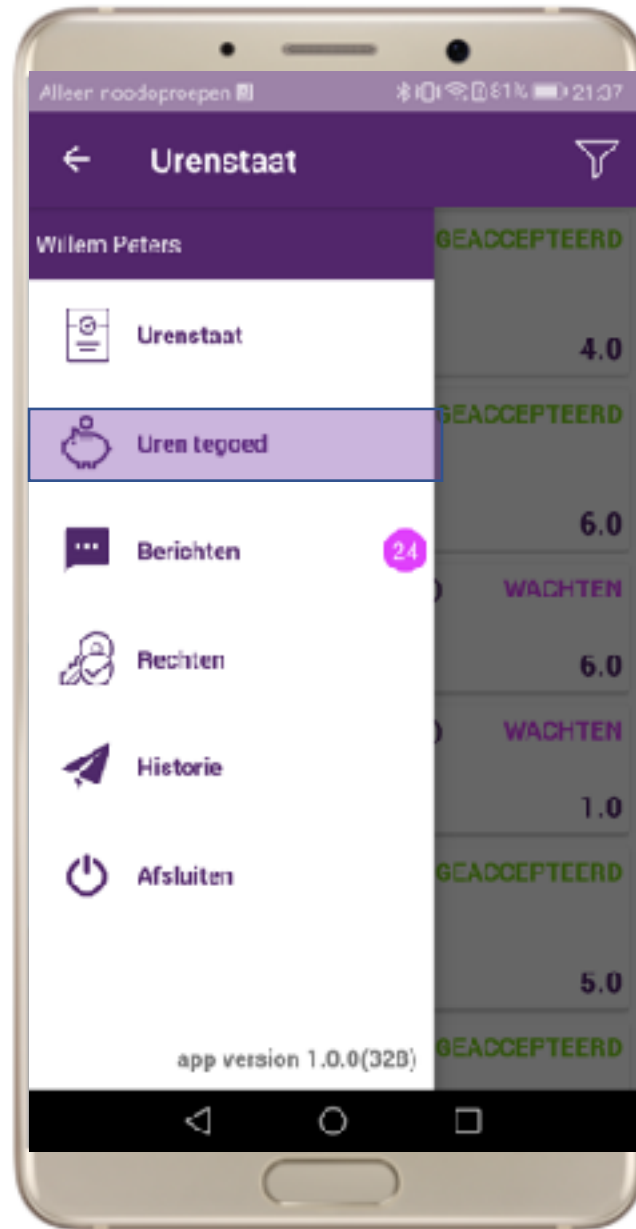 Alleen noodoproepen
81% 21:37
Urenstaat
Willem Peters
GEACCEPTEERD
Urenstaat
4.0
GEACCEPTEERD
Uren tegoed
6.0
Berichten 24
WACHTEN
Rechten
6.0
WACHTEN
Historie
1.0
GEACCEPTEERD
Afsluiten
5.0
GEACCEPTEERD
app version 1.0.0(328)